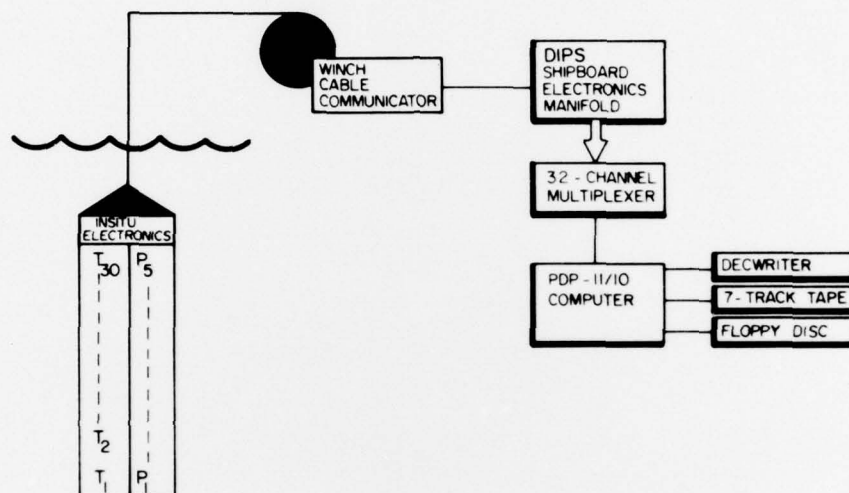 WINCH
CABLE
COMMUNICATOR
DIPS
SHIPBOARD
ELECTRONICS
MANIFOLD
32 - CHANNEL
MULTIPLEXER
INSITU
ELECTRONICS
T30 P5
PDP - 11/10
COMPUTER
DECWRITER
7 - TRACK TAPE
FLOPPY DISC
T2
T1 P1